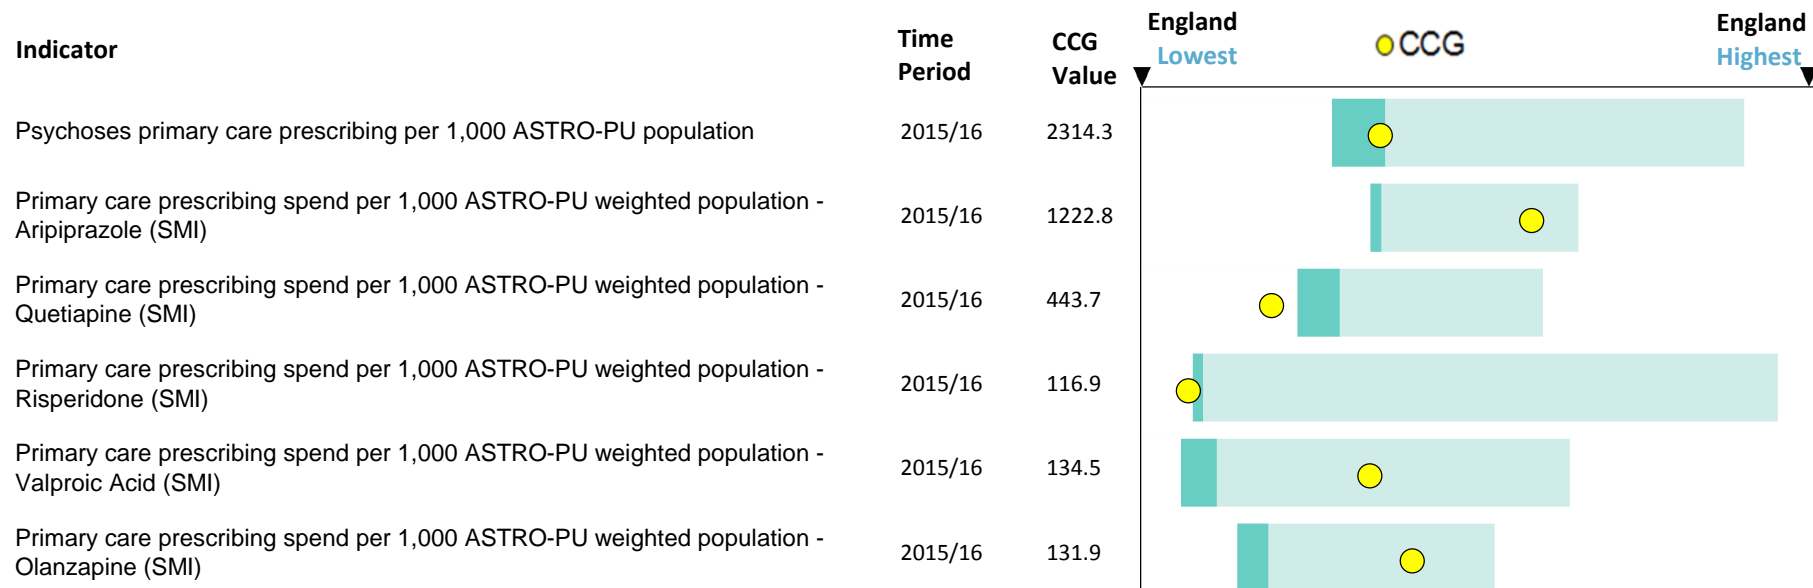 Indicator
Time
Period
CCG
Value
England
Lowest
CCG
England
Highest
Psychoses primary care prescribing per 1,000 ASTRO-PU population
2015/16
2314.3
Primary care prescribing spend per 1,000 ASTRO-PU weighted population -
Aripiprazole (SMI)
2015/16
1222.8
Primary care prescribing spend per 1,000 ASTRO-PU weighted population -
Quetiapine (SMI)
2015/16
443.7
Primary care prescribing spend per 1,000 ASTRO-PU weighted population -
Risperidone (SMI)
2015/16
116.9
Primary care prescribing spend per 1,000 ASTRO-PU weighted population -
Valproic Acid (SMI)
2015/16
134.5
Primary care prescribing spend per 1,000 ASTRO-PU weighted population -
Olanzapine (SMI)
2015/16
131.9